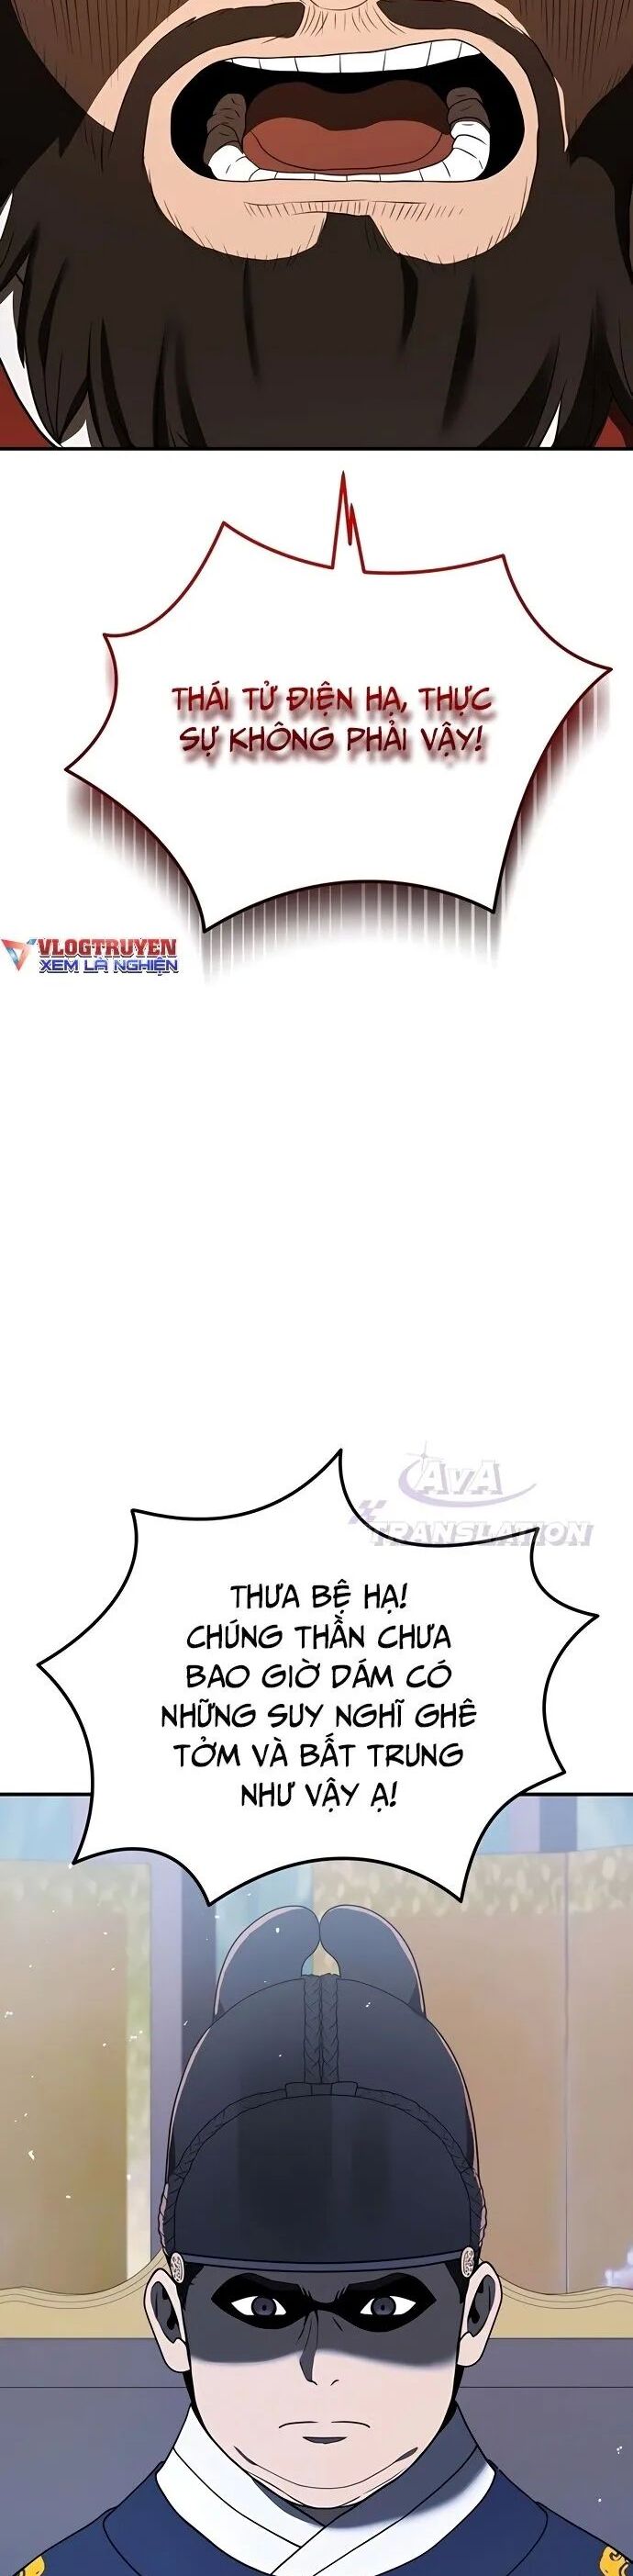 THÁI TỬ ĐIỆN HẠ, THỰC
SỰ KHÔNG PHẢI VẬY!
VLOGTRUYEN
XEM LÀ NGHIỆN
AVA
TRANSLATION
THƯA BỆ HẠ!
CHÚNG THẦN CHƯA
BAO GIỜ DÁM CÓ
NHỮNG SUY NGHĨ GHÊ
TỞM VÀ BẤT TRUNG
NHƯ VẬY Ạ!